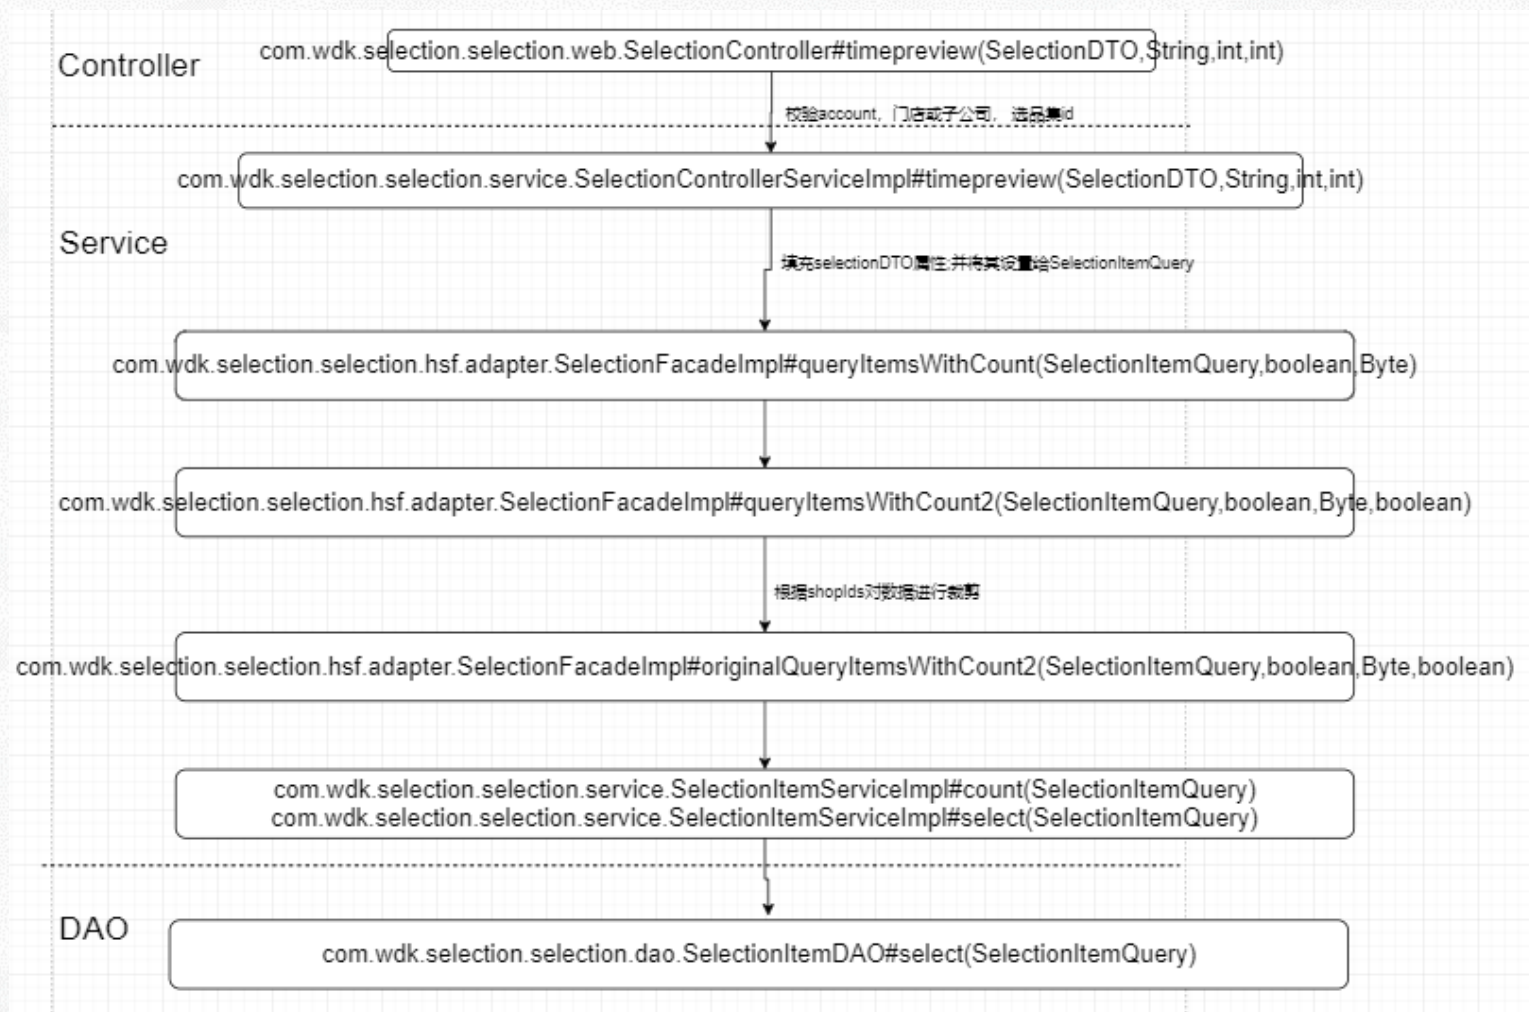 Controller
com.wdk.selection.selection.web.SelectionController#timepreview(SelectionDTO,String,int,int)
校验account，门店或子公司， 选品集id
com.wdk.selection.selection.service.SelectionControllerServiceImpl#timepreview(SelectionDTO,String,int,int)
Service
填充selectionDTO属性;并将其设置给SelectionItemQuery
com.wdk.selection.selection.hsf.adapter.SelectionFacadeImpl#queryItemsWithCount(SelectionItemQuery,boolean,Byte)
com.wdk.selection.selection.hsf.adapter.SelectionFacadeImpl#queryItemsWithCount2(SelectionItemQuery,boolean,Byte,boolean)
根据shopIds对数据进行裁剪
com.wdk.selection.selection.hsf.adapter.SelectionFacadeImpl#originalQueryItemsWithCount2(SelectionItemQuery,boolean,Byte,boolean)
com.wdk.selection.selection.service.SelectionItemServiceImpl#count(SelectionItemQuery)
com.wdk.selection.selection.service.SelectionItemServiceImpl#select(SelectionItemQuery)
DAO
com.wdk.selection.selection.dao.SelectionItemDAO#select(SelectionItemQuery)